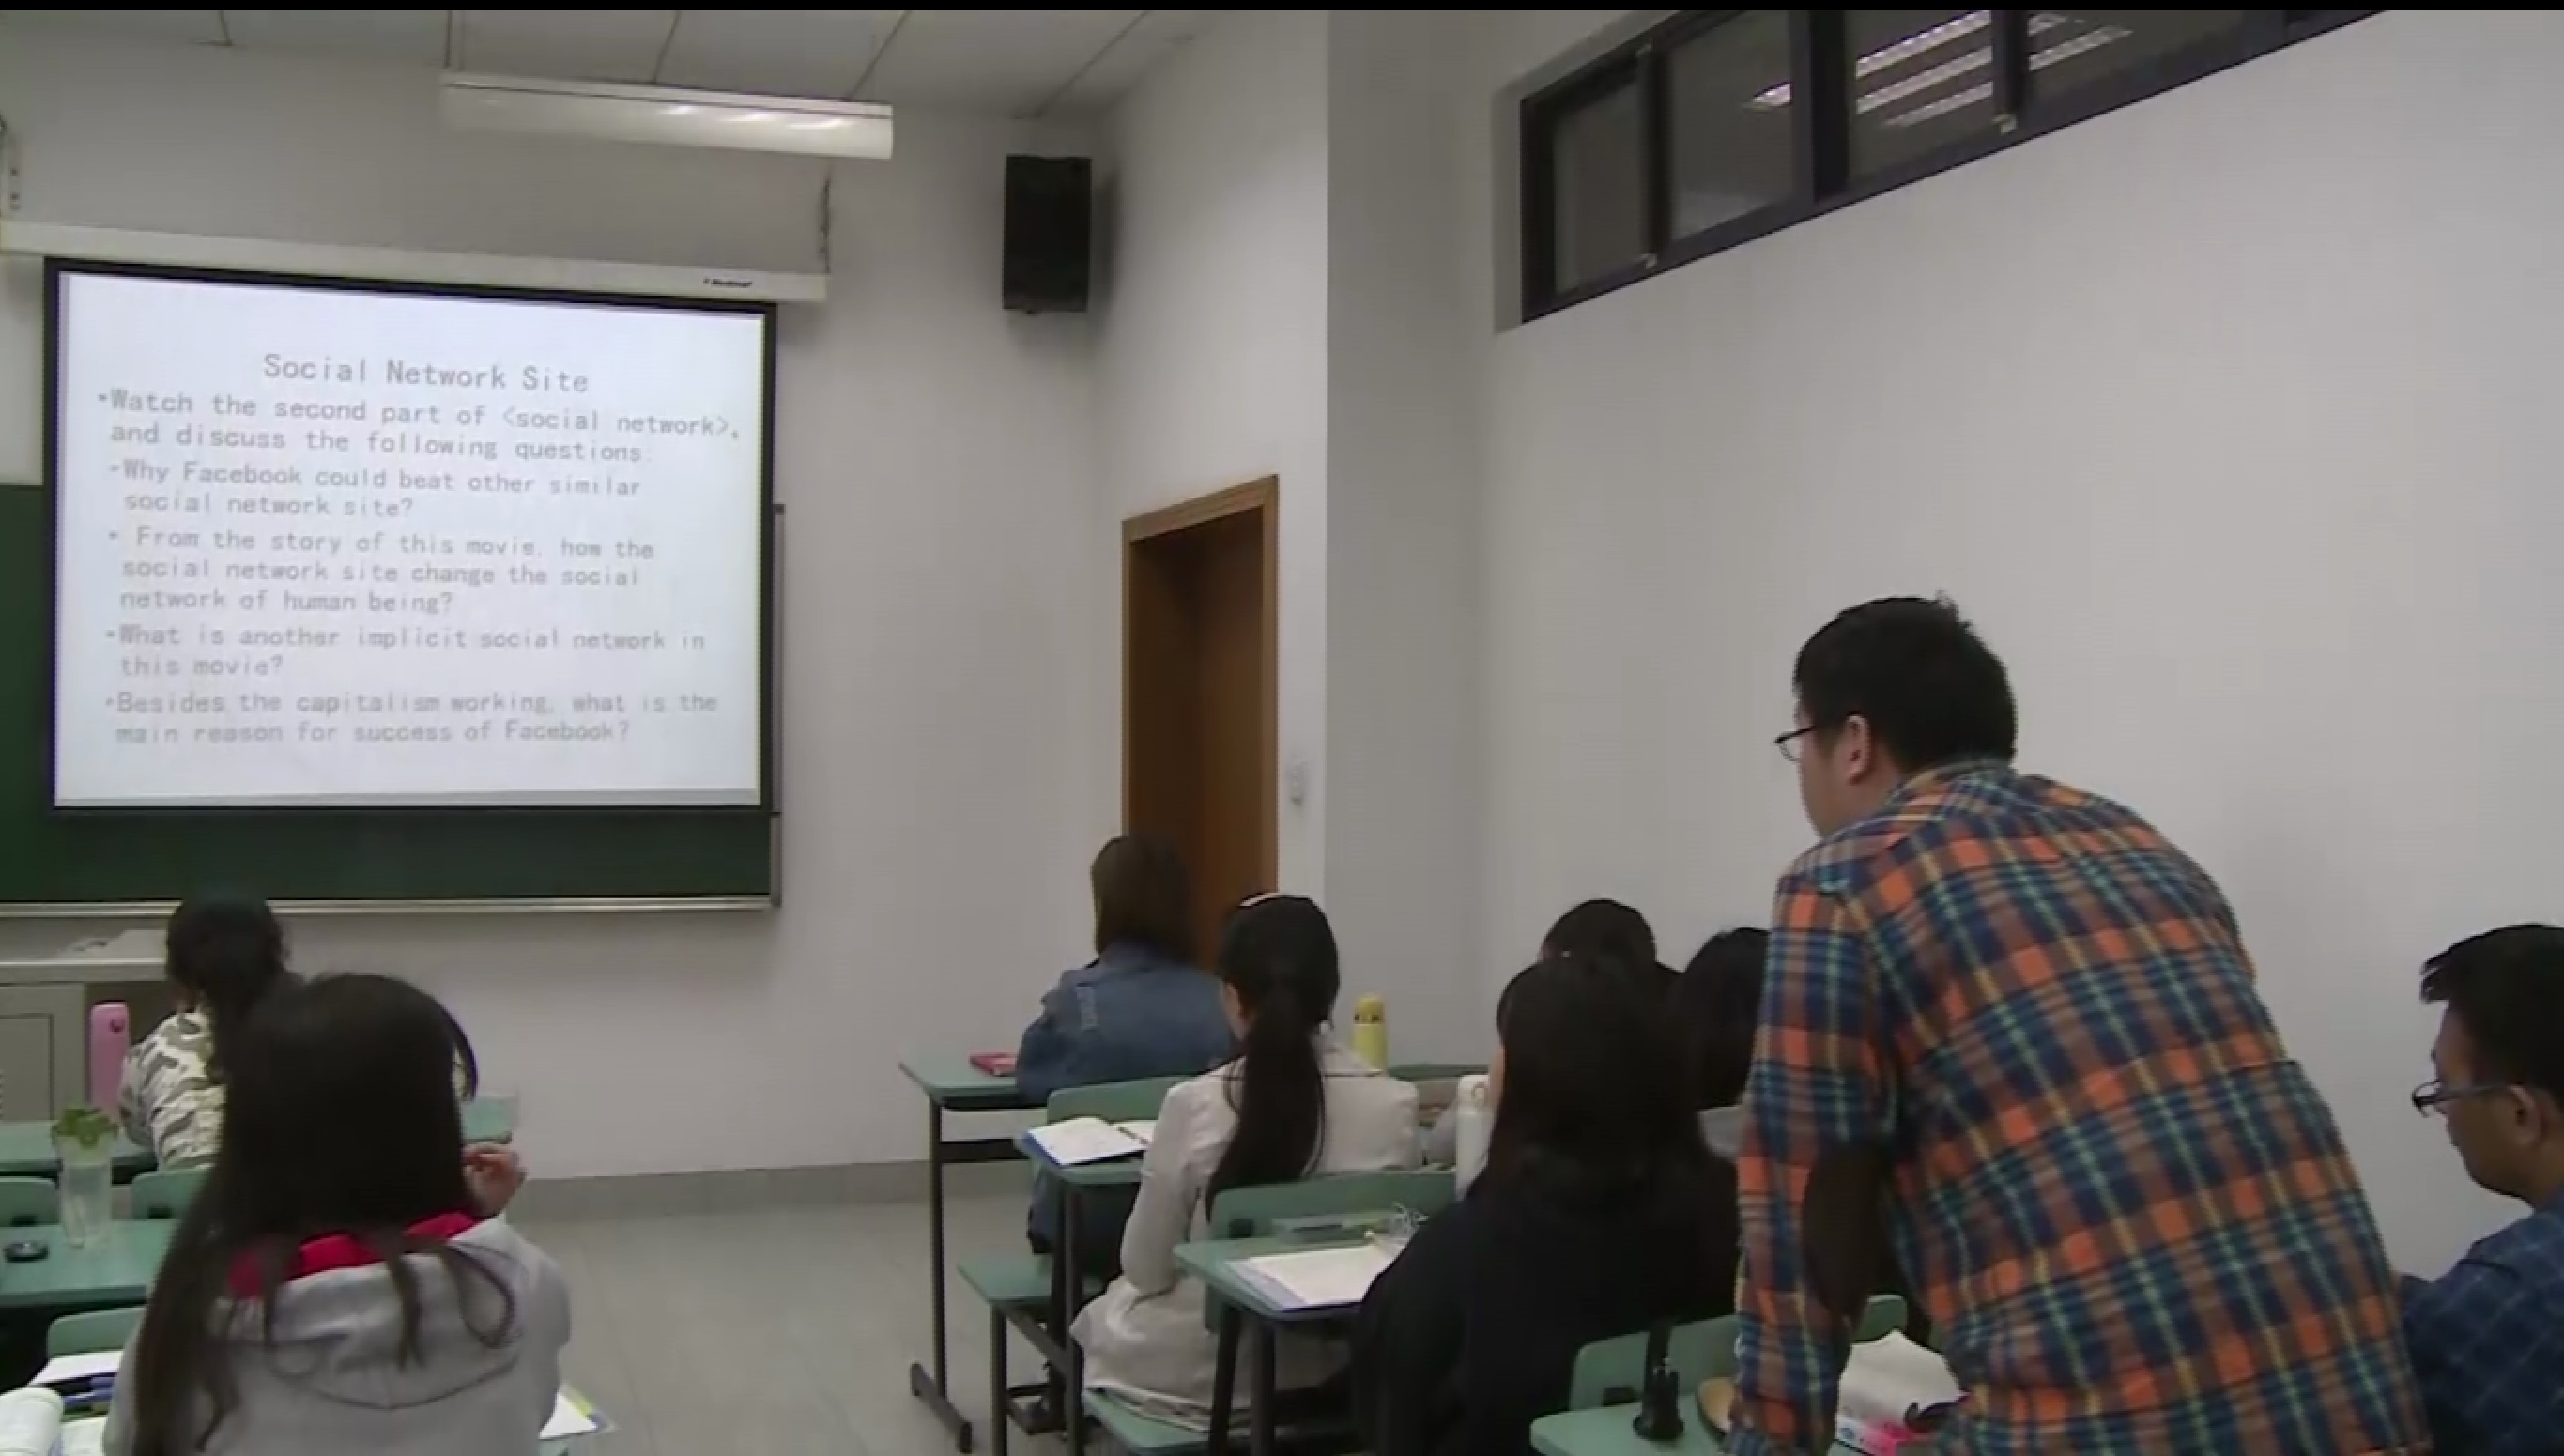 Social Network Site
•Watch the second part of <social network>,
and discuss the following questions:
•Why Facebook could beat other similar
social network site?
• From the story of this movie, how the
social network site change the social
network of human being?
•What is another implicit social network in
this movie?
•Besides the capitalism working, what is the
main reason for success of Facebook?